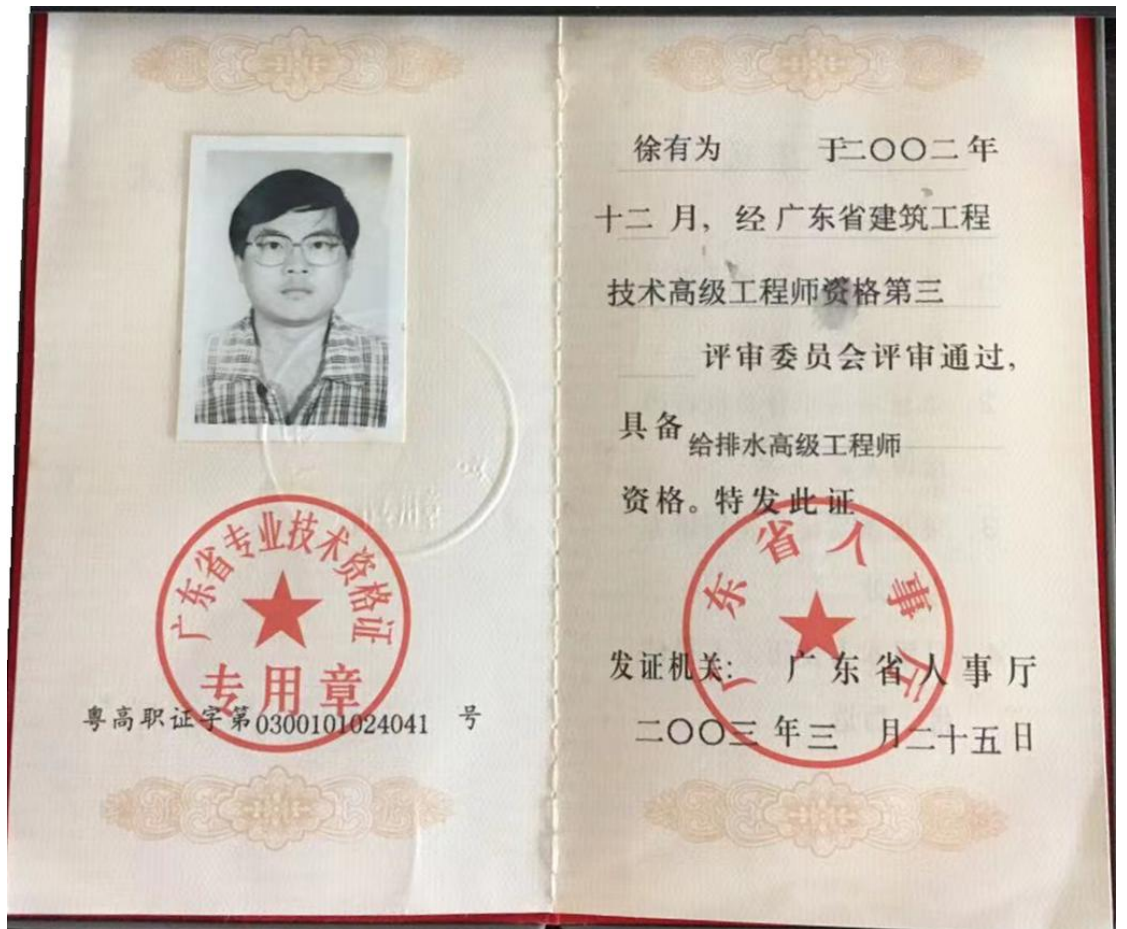 广东省专业技术资格证
专用章
粤高职证字第0300101024041 号
徐有为 于二〇〇二年
十二 月，经 广东省建筑工程
技术高级工程师资格第三
评审委员会评审通过，
具备 给排水高级工程师
资格。特发此证
广东省人事厅
发证机关： 广东省人事厅
二〇〇三 年 三 月二十五日